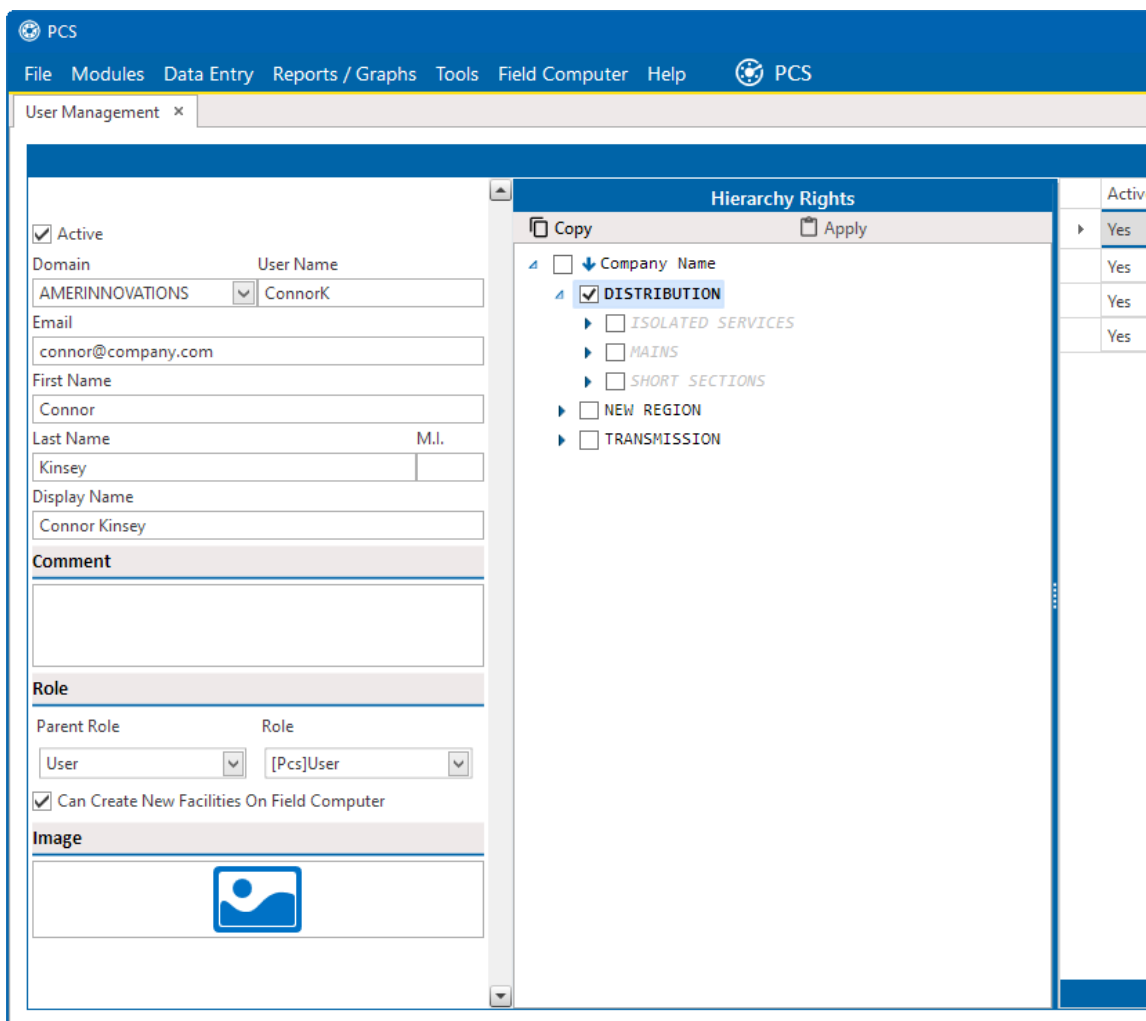 PCS
File Modules Data Entry Reports / Graphs Tools Field Computer Help PCS
User Management ×
Active
Domain User Name
AMERINNOVATIONS ConnorK
Email
connor@company.com
First Name
Connor
Last Name M.I.
Kinsey
Display Name
Connor Kinsey
Comment
Role
Parent Role Role
User [Pcs]User
Can Create New Facilities On Field Computer
Image
Hierarchy Rights
Copy Apply
Company Name
DISTRIBUTION
ISOLATED SERVICES
MAINS
SHORT SECTIONS
NEW REGION
TRANSMISSION
Activ
Yes
Yes
Yes
Yes